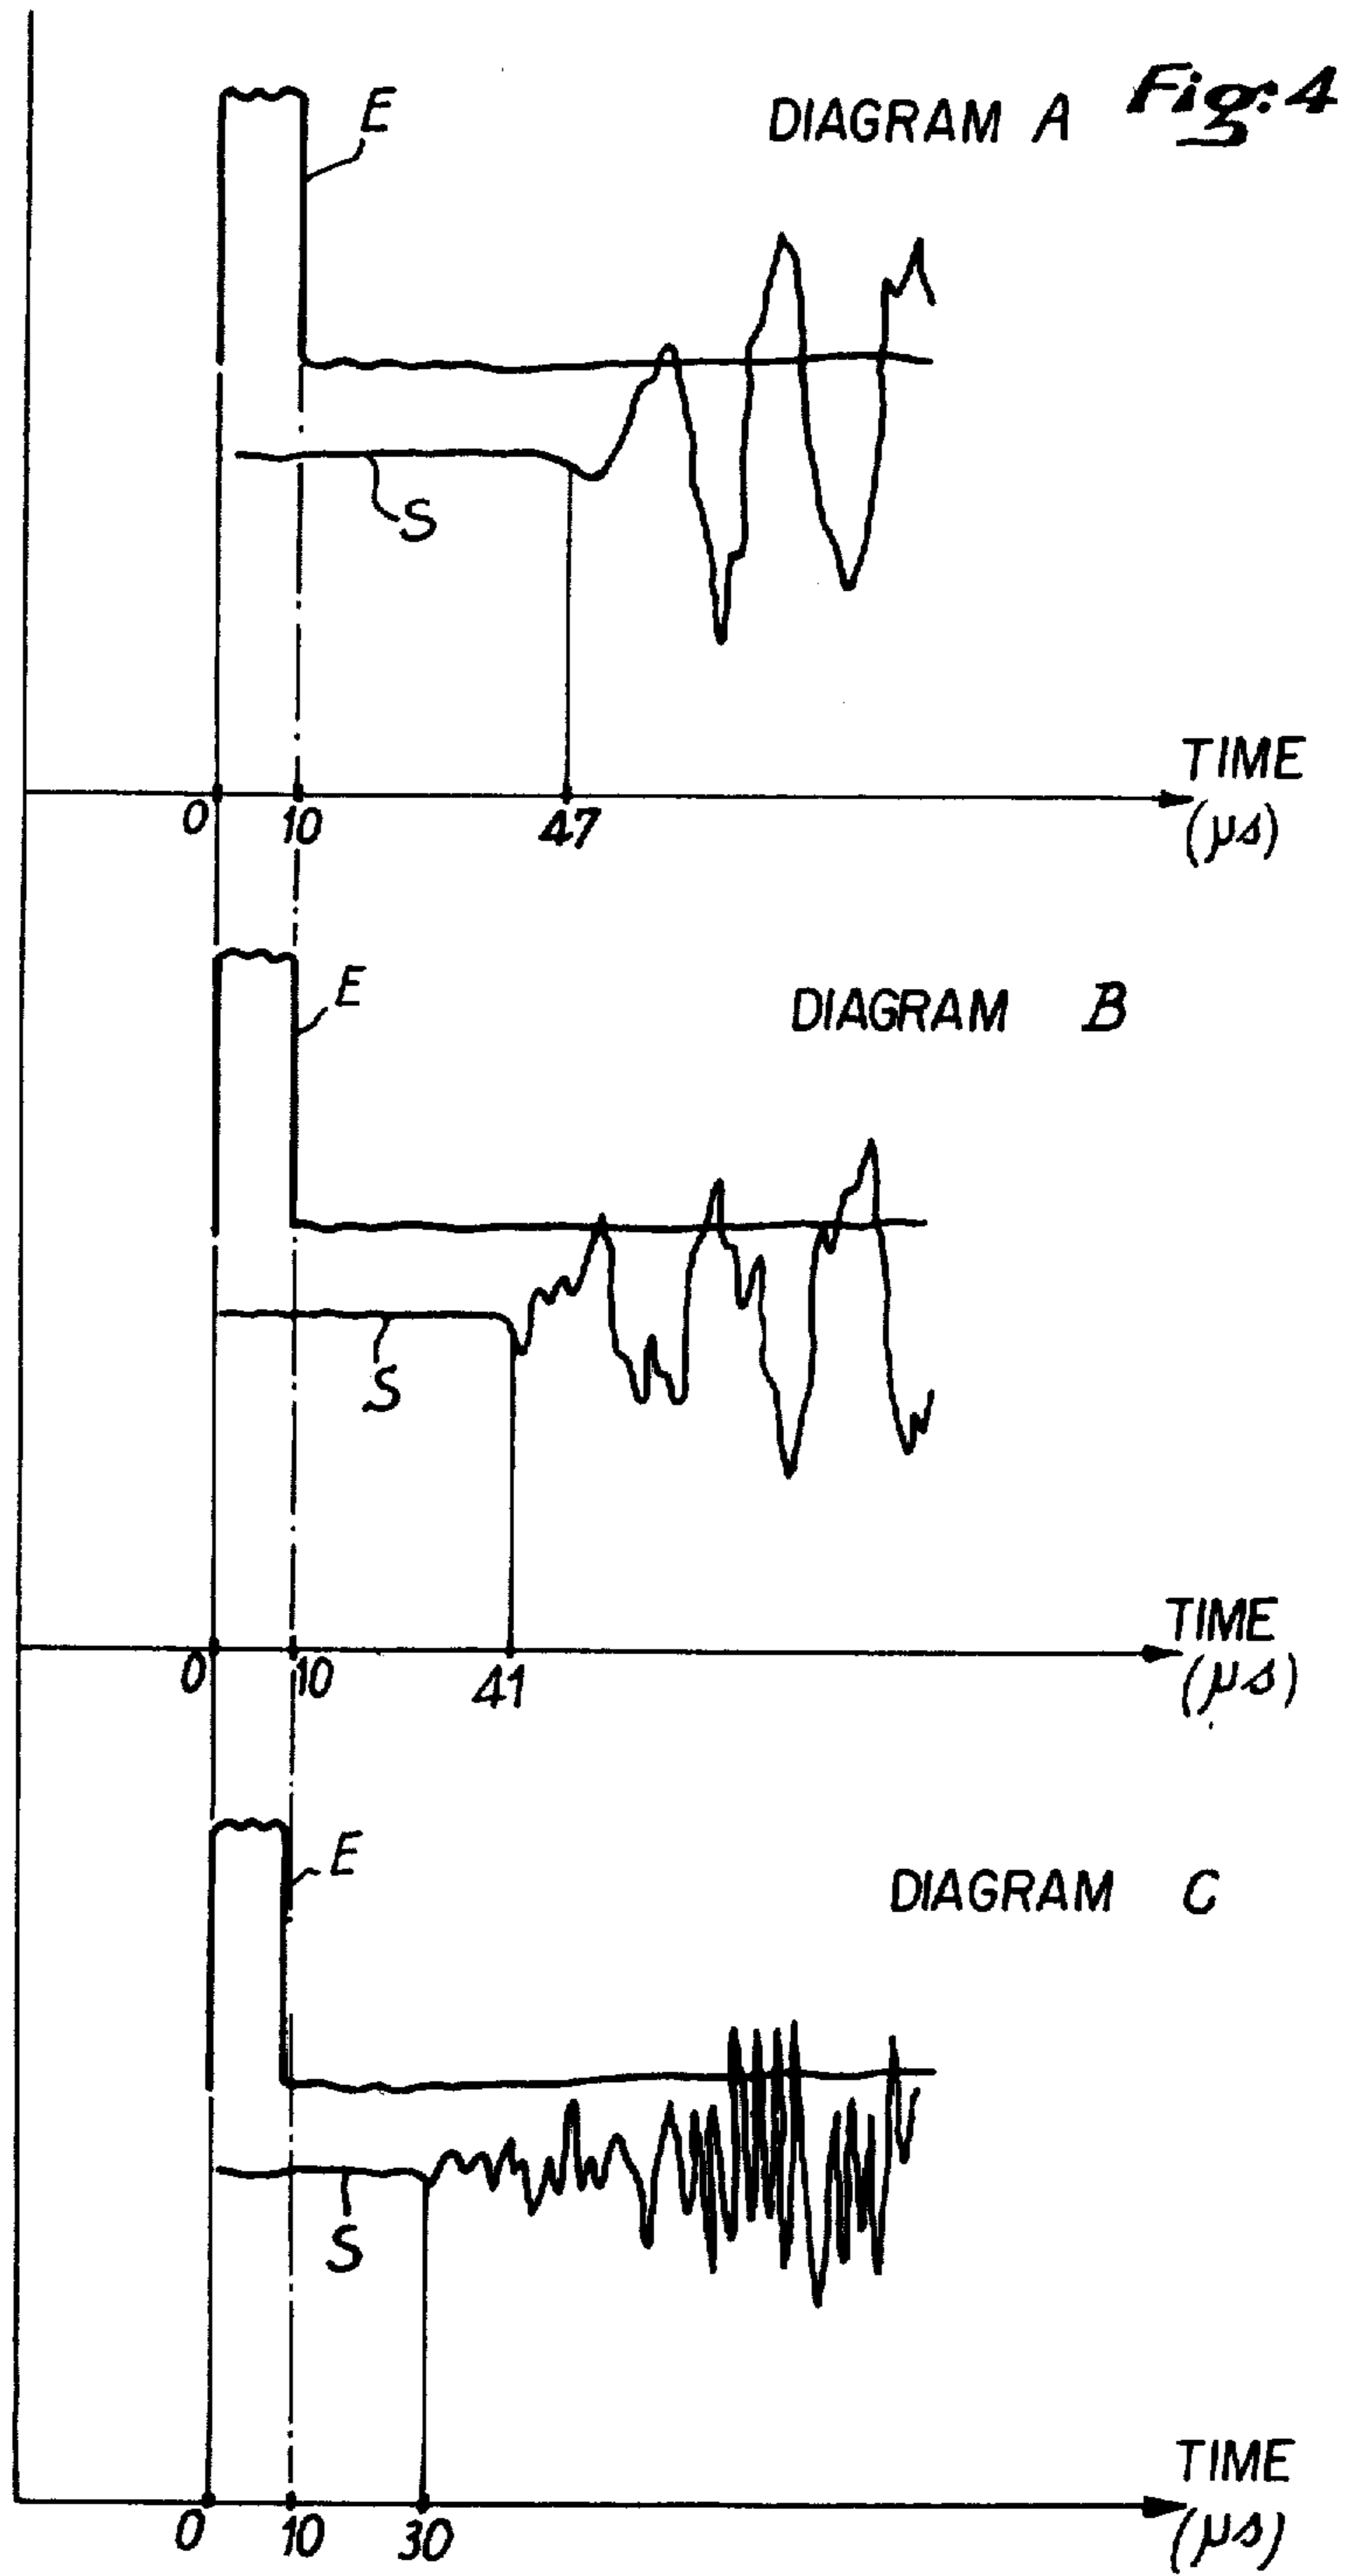 Fig: 4
DIAGRAM A
E
S
TIME
(μs)
0 10 47
DIAGRAM B
E
S
TIME
(μs)
0 10 41
DIAGRAM C
E
S
TIME
(μs)
0 10 30